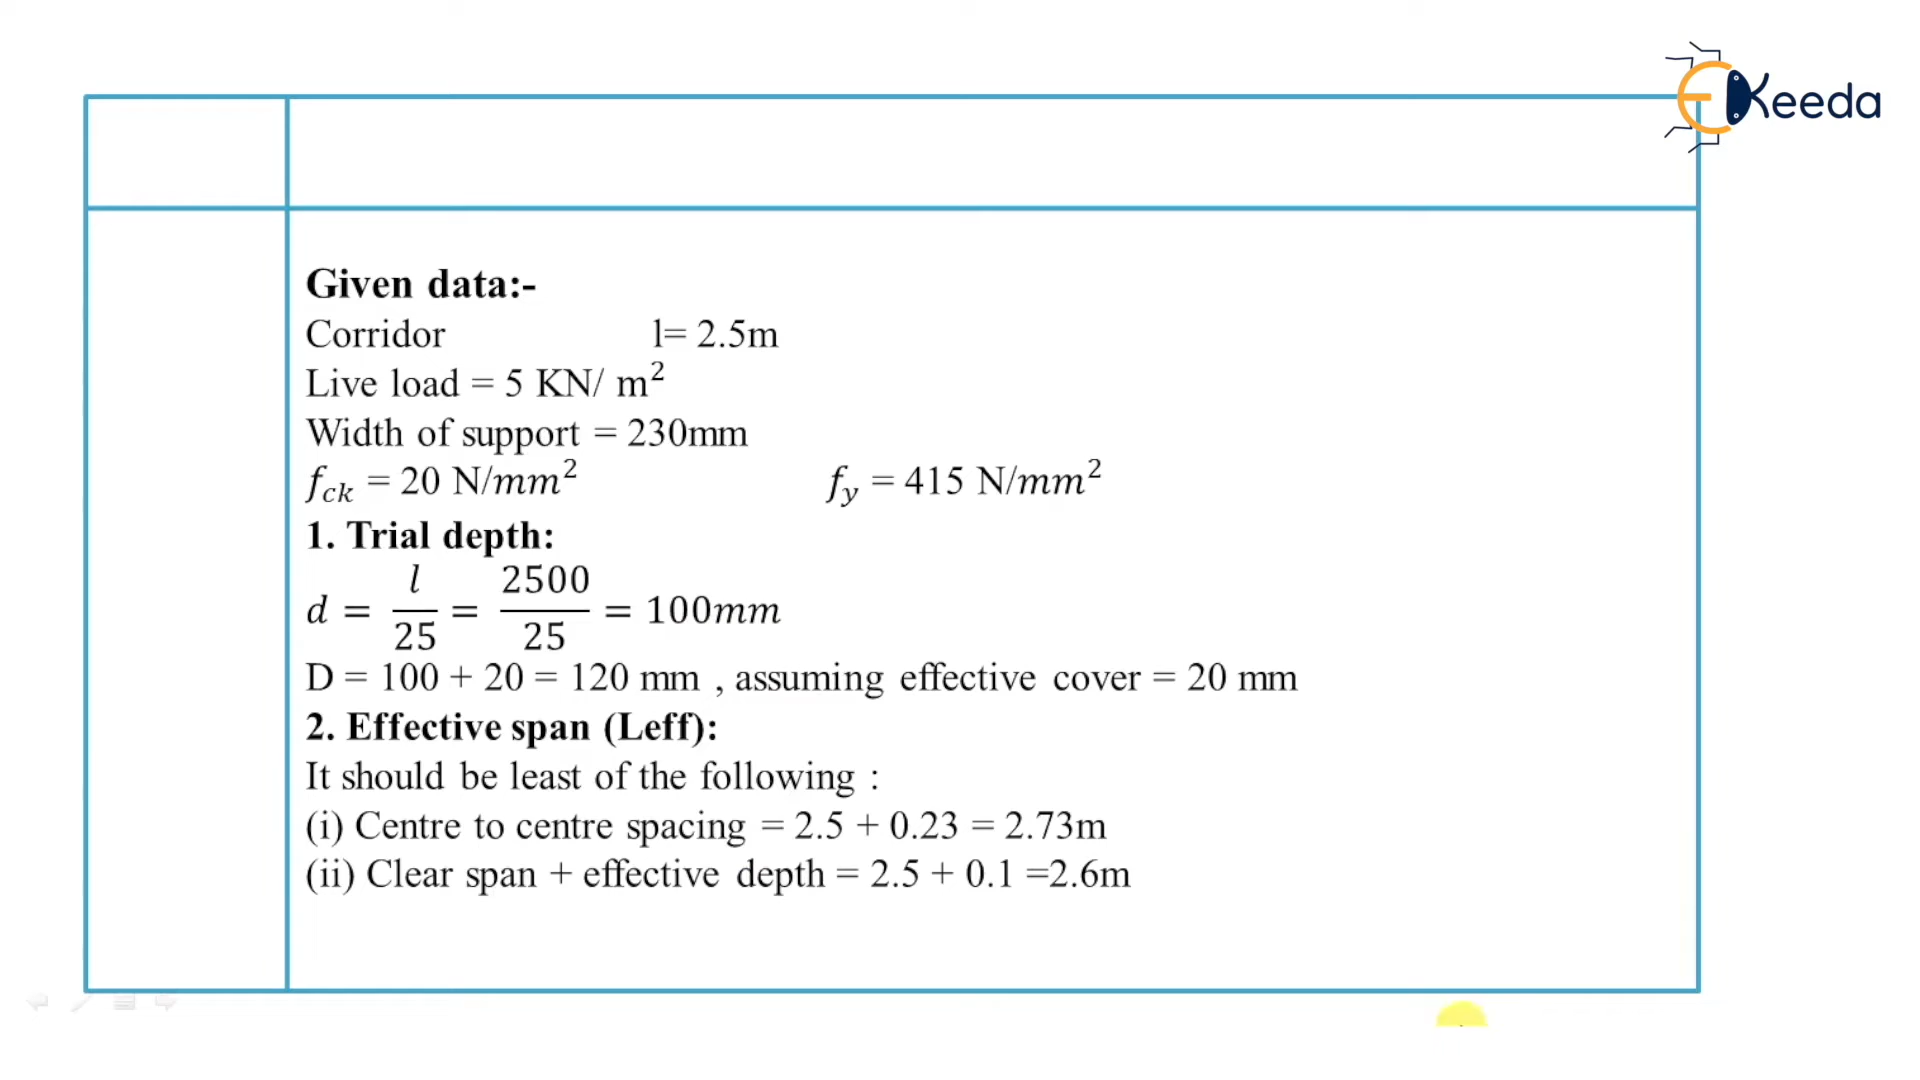 EKeeda
Given data:-
Corridor l= 2.5m
Live load = 5 KN/ m²
Width of support = 230mm
f_ck = 20 N/mm² f_y = 415 N/mm²
1. Trial depth:
d = l/25 = 2500/25 = 100mm
D = 100 + 20 = 120 mm , assuming effective cover = 20 mm
2. Effective span (Leff):
It should be least of the following :
(i) Centre to centre spacing = 2.5 + 0.23 = 2.73m
(ii) Clear span + effective depth = 2.5 + 0.1 =2.6m